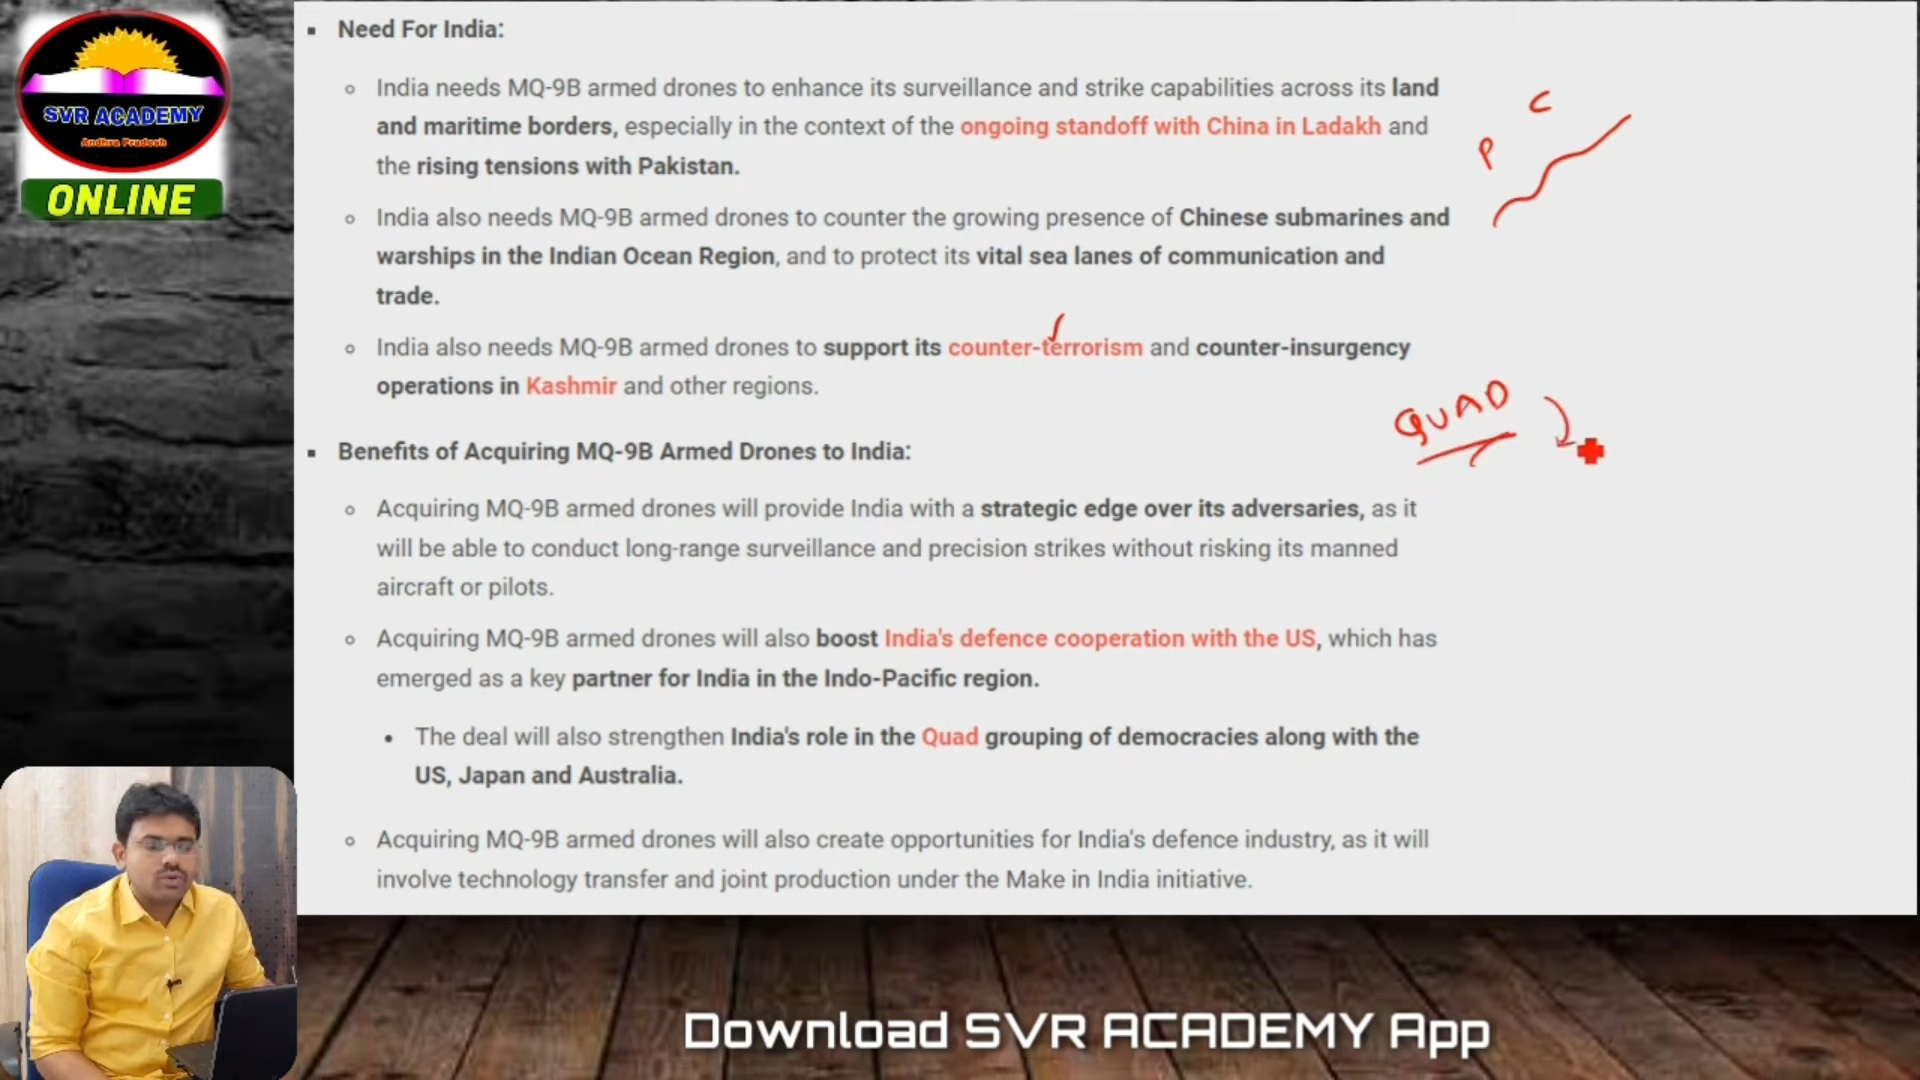 SVR ACADEMY
Andhra Pradesh
ONLINE
Need For India:
India needs MQ-9B armed drones to enhance its surveillance and strike capabilities across its land
and maritime borders, especially in the context of the ongoing standoff with China in Ladakh and
the rising tensions with Pakistan.
India also needs MQ-9B armed drones to counter the growing presence of Chinese submarines and
warships in the Indian Ocean Region, and to protect its vital sea lanes of communication and
trade.
India also needs MQ-9B armed drones to support its counter-terrorism and counter-insurgency
operations in Kashmir and other regions.
C
P
QUAD
Benefits of Acquiring MQ-9B Armed Drones to India:
Acquiring MQ-9B armed drones will provide India with a strategic edge over its adversaries, as it
will be able to conduct long-range surveillance and precision strikes without risking its manned
aircraft or pilots.
Acquiring MQ-9B armed drones will also boost India's defence cooperation with the US, which has
emerged as a key partner for India in the Indo-Pacific region.
The deal will also strengthen India's role in the Quad grouping of democracies along with the
US, Japan and Australia.
Acquiring MQ-9B armed drones will also create opportunities for India's defence industry, as it will
involve technology transfer and joint production under the Make in India initiative.
Download SVR ACADEMY App